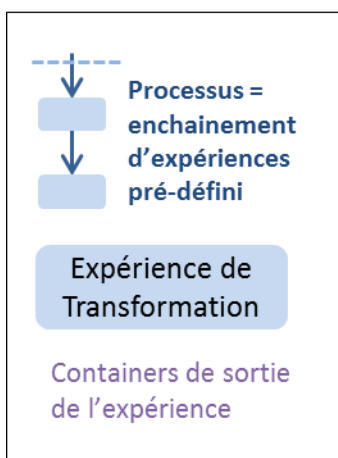 Processus =
enchainement
d'expériences
pré-défini
Expérience de
Transformation
Containers de sortie
de l'expérience